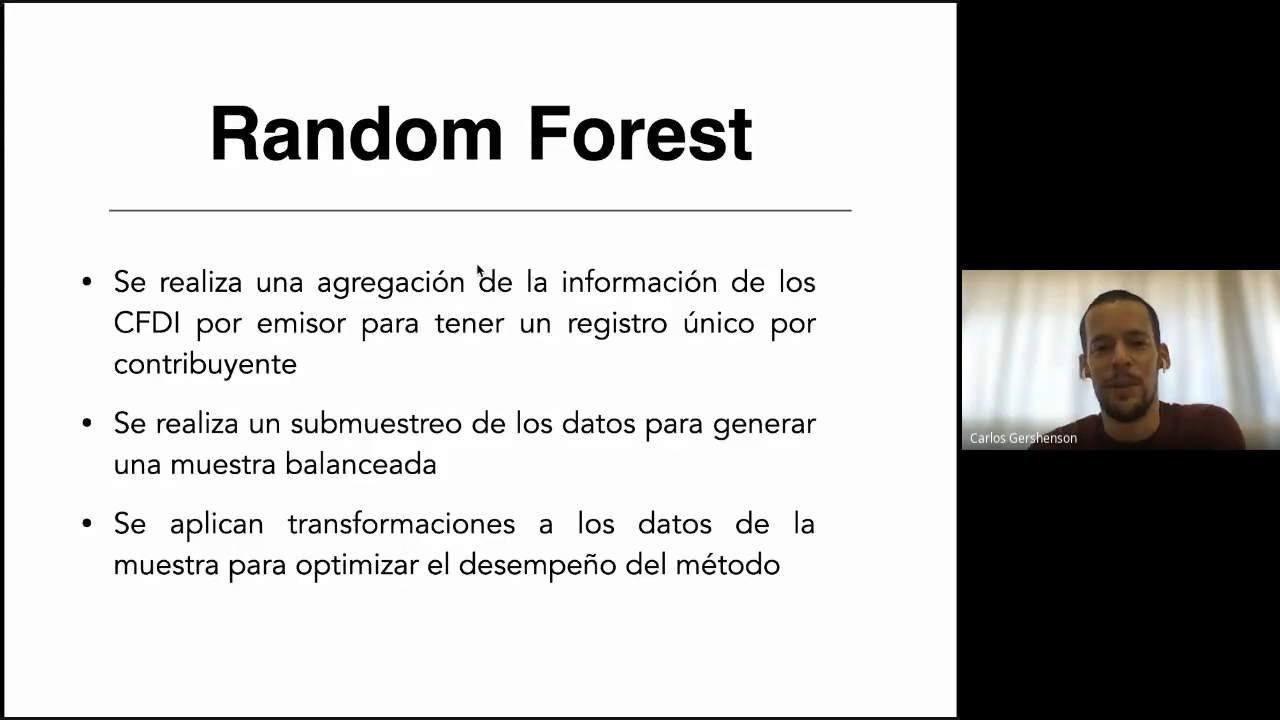 Random Forest
• Se realiza una agregación de la información de los
CFDI por emisor para tener un registro único por
contribuyente
• Se realiza un submuestreo de los datos para generar
una muestra balanceada
• Se aplican transformaciones a los datos de la
muestra para optimizar el desempeño del método
Carlos Gershenson